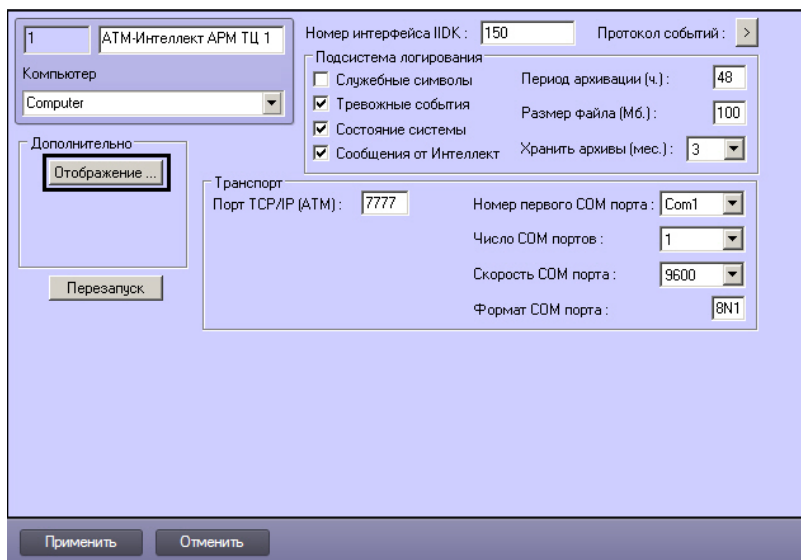 1
АТМ-Интеллект АРМ ТЦ 1
Компьютер
Computer
Номер интерфейса IIDK :
150
Протокол событий :
>
Подсистема логирования
Служебные символы
Тревожные события
Состояние системы
Сообщения от Интеллект
Период архивации (ч.) :
48
Размер файла (Мб.) :
100
Хранить архивы (мес.) :
3
Дополнительно
Отображение ...
Перезапуск
Транспорт
Порт TCP/IP (ATM) :
7777
Номер первого COM порта :
Com1
Число COM портов :
1
Скорость COM порта :
9600
Формат COM порта :
8N1
Применить
Отменить